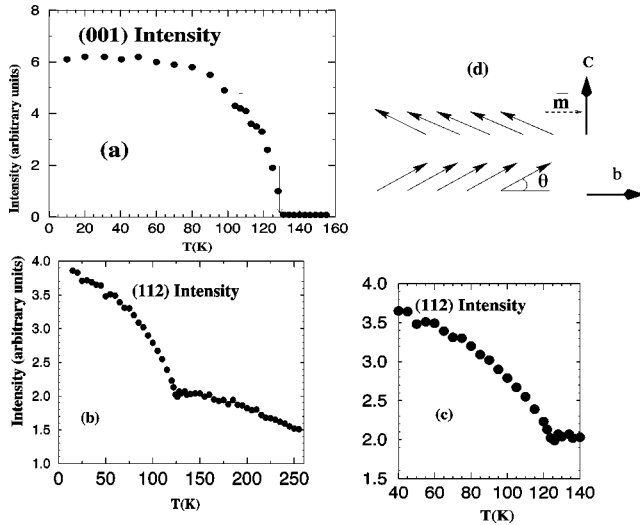 8
6
4
2
0
Intensity (arbitrary units)
(001) Intensity
(a)
0 20 40 60 80 100 120 140 160
T(K)
(d)
C
m
θ
b
4.0
3.5
3.0
2.5
2.0
1.5
1.0
Intensity (arbitrary units)
(112) Intensity
(b)
0 50 100 150 200 250
T(K)
4.0
3.5
3.0
2.5
2.0
1.5
(112) Intensity
(c)
40 60 80 100 120 140
T(K)